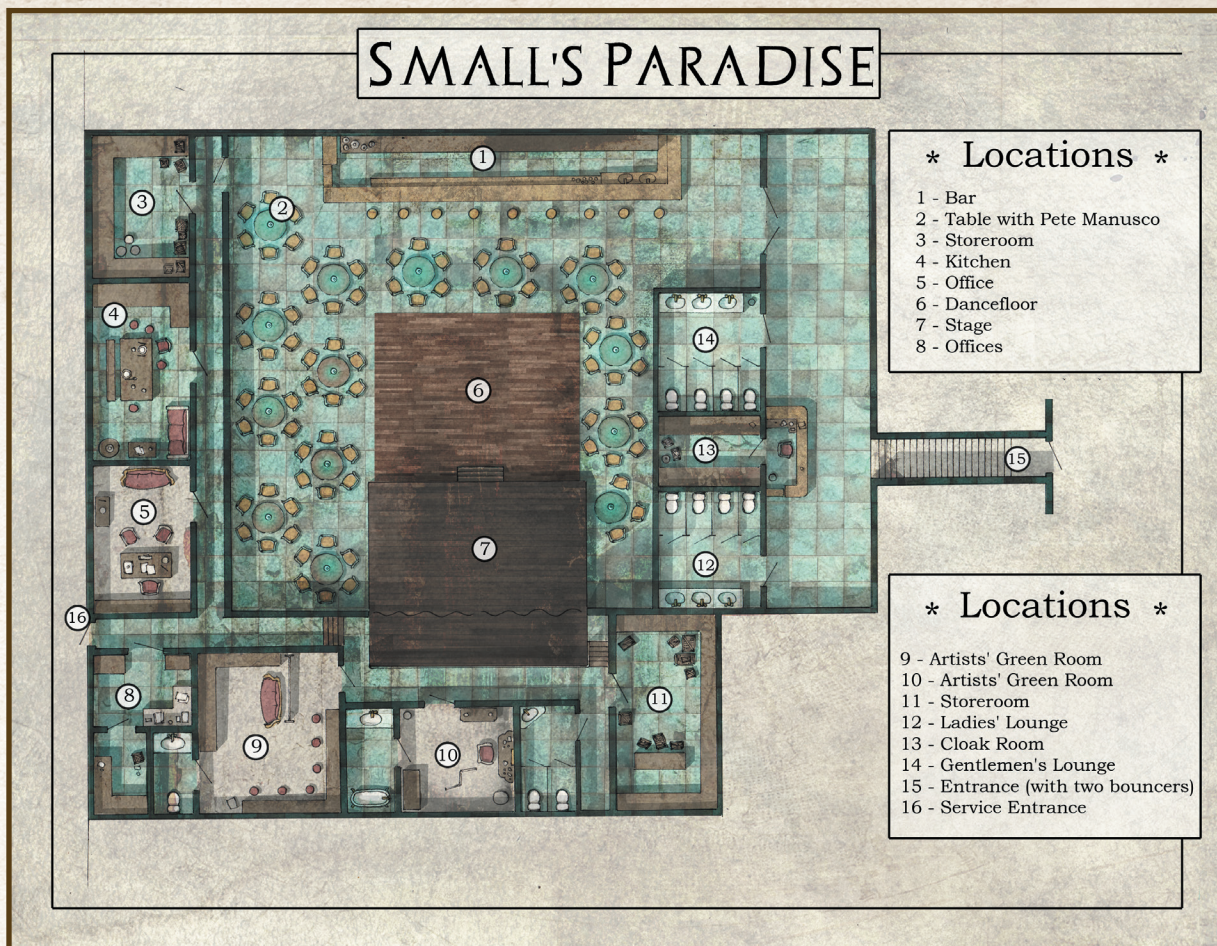 SMALL'S PARADISE
* Locations *
1 - Bar
2 - Table with Pete Manusco
3 - Storeroom
4 - Kitchen
5 - Office
6 - Dancefloor
7 - Stage
8 - Offices
1
2
3
4
14
6
13
15
5
7
12
16
8
11
9
10
* Locations *
9 - Artists' Green Room
10 - Artists' Green Room
11 - Storeroom
12 - Ladies' Lounge
13 - Cloak Room
14 - Gentlemen's Lounge
15 - Entrance (with two bouncers)
16 - Service Entrance